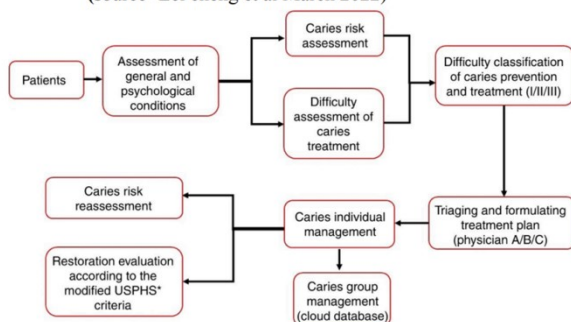 Patients
Assessment of
general and
psychological
conditions
Caries risk
assessment
Difficulty
assessment of
caries
treatment
Difficulty classification
of caries prevention
and treatment (I/II/III)
Triaging and formulating
treatment plan
(physician A/B/C)
Caries individual
management
Caries group
management
(cloud database)
Caries risk
reassessment
Restoration evaluation
according to the
modified USPHS*
criteria